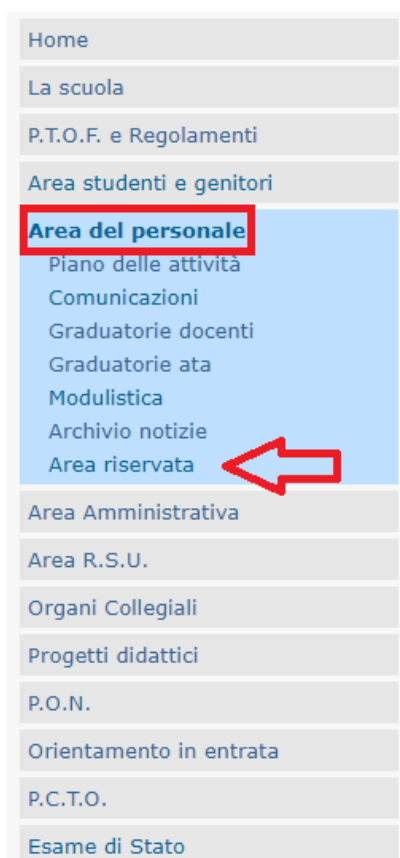 Home
La scuola
P.T.O.F. e Regolamenti
Area studenti e genitori
Area del personale
Piano delle attività
Comunicazioni
Graduatorie docenti
Graduatorie ata
Modulistica
Archivio notizie
Area riservata
Area Amministrativa
Area R.S.U.
Organi Collegiali
Progetti didattici
P.O.N.
Orientamento in entrata
P.C.T.O.
Esame di Stato